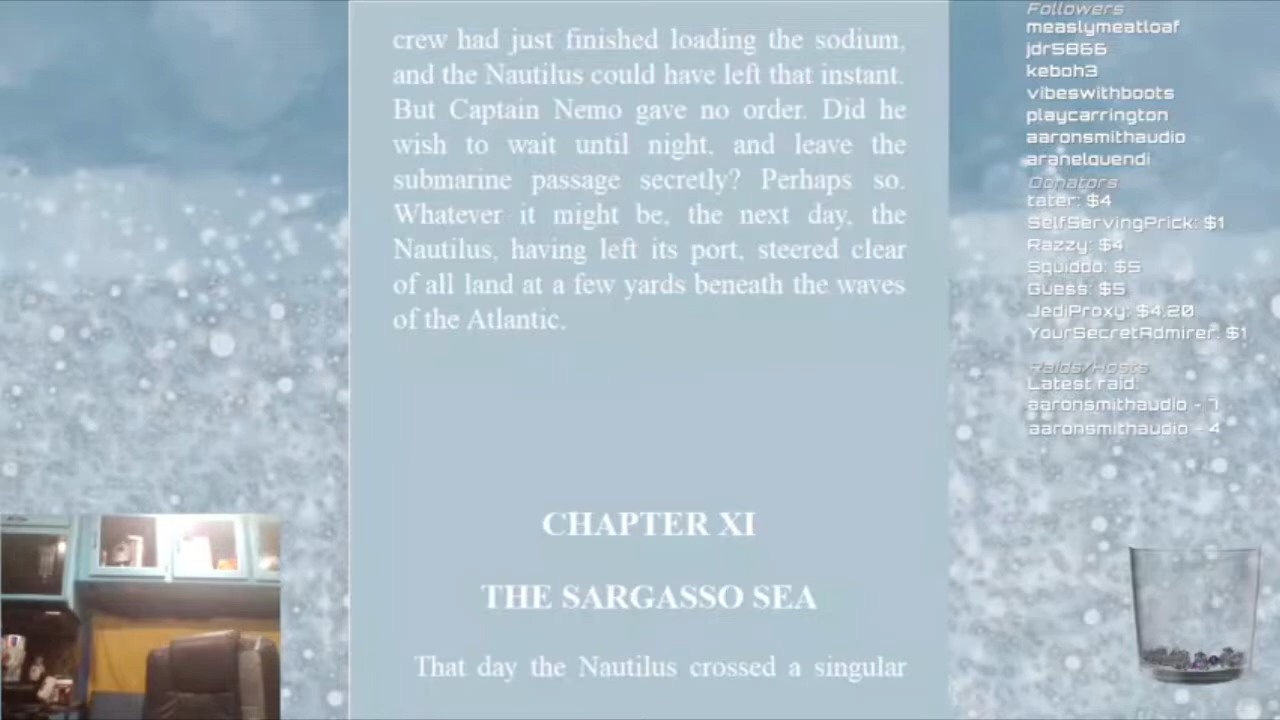 crew had just finished loading the sodium,
and the Nautilus could have left that instant.
But Captain Nemo gave no order. Did he
wish to wait until night, and leave the
submarine passage secretly? Perhaps so.
Whatever it might be, the next day, the
Nautilus, having left its port, steered clear
of all land at a few yards beneath the waves
of the Atlantic.
CHAPTER XI
THE SARGASSO SEA
That day the Nautilus crossed a singular
Followers
measlymeatloaf
jdr5866
keboh3
vibeswithboots
playcarrington
aaronsmithaudio
aranelquendi
Donators
tater: $4
SelfServingPrick: $1
Razzy: $4
Squidoo: $5
Guess: $5
JediProxy: $4.20
YourSecretAdmirer: $1
Raids/Hosts
Latest raid:
aaronsmithaudio - 7
aaronsmithaudio - 4